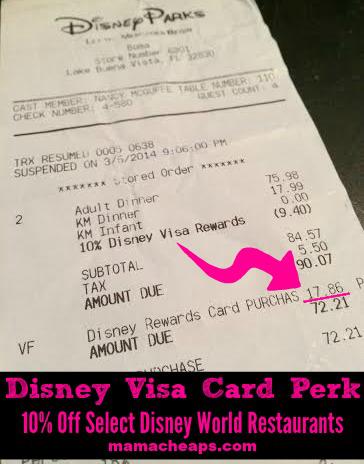 Disney Parks
Boma
Store Number 6301
Lake Buena Vista, FL 32830
CAST MEMBER: NANCY MCGUFFE TABLE NUMBER: 110
CHECK NUMBER: 4-580 GUEST COUNT: 4
TRX RESUMED 0005 0638
SUSPENDED ON 3/5/2014 9:06:00 PM
******* Stored Order *******
2 Adult Dinner 75.98
KM Dinner 17.99
KM Infant 0.00
10% Disney Visa Rewards (9.40)
SUBTOTAL 84.57
TAX 5.50
AMOUNT DUE 90.07
VF Disney Rewards Card PURCHAS 17.86 P
AMOUNT DUE 72.21
72.21
Disney Visa Card Perk
10% Off Select Disney World Restaurants
mamacheaps.com